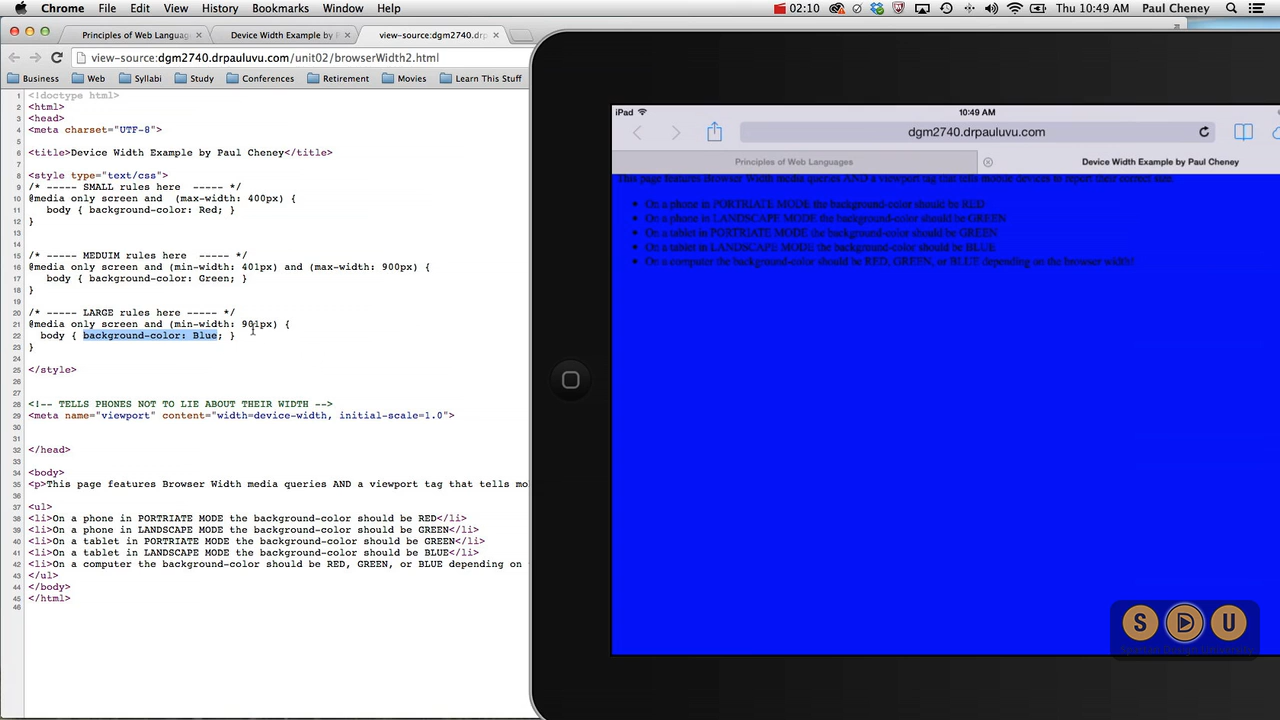 Chrome File Edit View History Bookmarks Window Help 02:10 Thu 10:49 AM Paul Cheney
Principles of Web Languag Device Width Example by P view-source:dgm2740.drp
view-source:dgm2740.drpauluvu.com/unit02/browserWidth2.html
Business Web Syllabi Study Conferences Retirement Movies Learn This Stuff
1 <!doctype html>
2 <html>
3 <head>
4 <meta charset="UTF-8">
5
6 <title>Device Width Example by Paul Cheney</title>
7
8 <style type="text/css">
9 /* ----- SMALL rules here ----- */
10 @media only screen and (max-width: 400px) {
11 body { background-color: Red; }
12 }
13
14
15 /* ----- MEDUIM rules here ----- */
16 @media only screen and (min-width: 401px) and (max-width: 900px) {
17 body { background-color: Green; }
18 }
19
20 /* ----- LARGE rules here ----- */
21 @media only screen and (min-width: 901px) {
22 body { background-color: Blue; }
23 }
24
25 </style>
26
27
28 <!-- TELLS PHONES NOT TO LIE ABOUT THEIR WIDTH -->
29 <meta name="viewport" content="width=device-width, initial-scale=1.0">
30
31
32 </head>
33
34 <body>
35 <p>This page features Browser Width media queries AND a viewport tag that tells mo
36
37 <ul>
38 <li>On a phone in PORTRIATE MODE the background-color should be RED</li>
39 <li>On a phone in LANDSCAPE MODE the background-color should be GREEN</li>
40 <li>On a tablet in PORTRIATE MODE the background-color should be GREEN</li>
41 <li>On a tablet in LANDSCAPE MODE the background-color should be BLUE</li>
42 <li>On a computer the background-color should be RED, GREEN, or BLUE depending on
43 </ul>
44 </body>
45 </html>
46
iPad 10:49 AM
dgm2740.drpauluvu.com
Principles of Web Languages Device Width Example by Paul Cheney
This page features Browser Width media queries AND a viewport tag that tells mobile devices to report their correct size.
• On a phone in PORTRIATE MODE the background-color should be RED
• On a phone in LANDSCAPE MODE the background-color should be GREEN
• On a tablet in PORTRIATE MODE the background-color should be GREEN
• On a tablet in LANDSCAPE MODE the background-color should be BLUE
• On a computer the background-color should be RED, GREEN, or BLUE depending on the browser width!
S D U